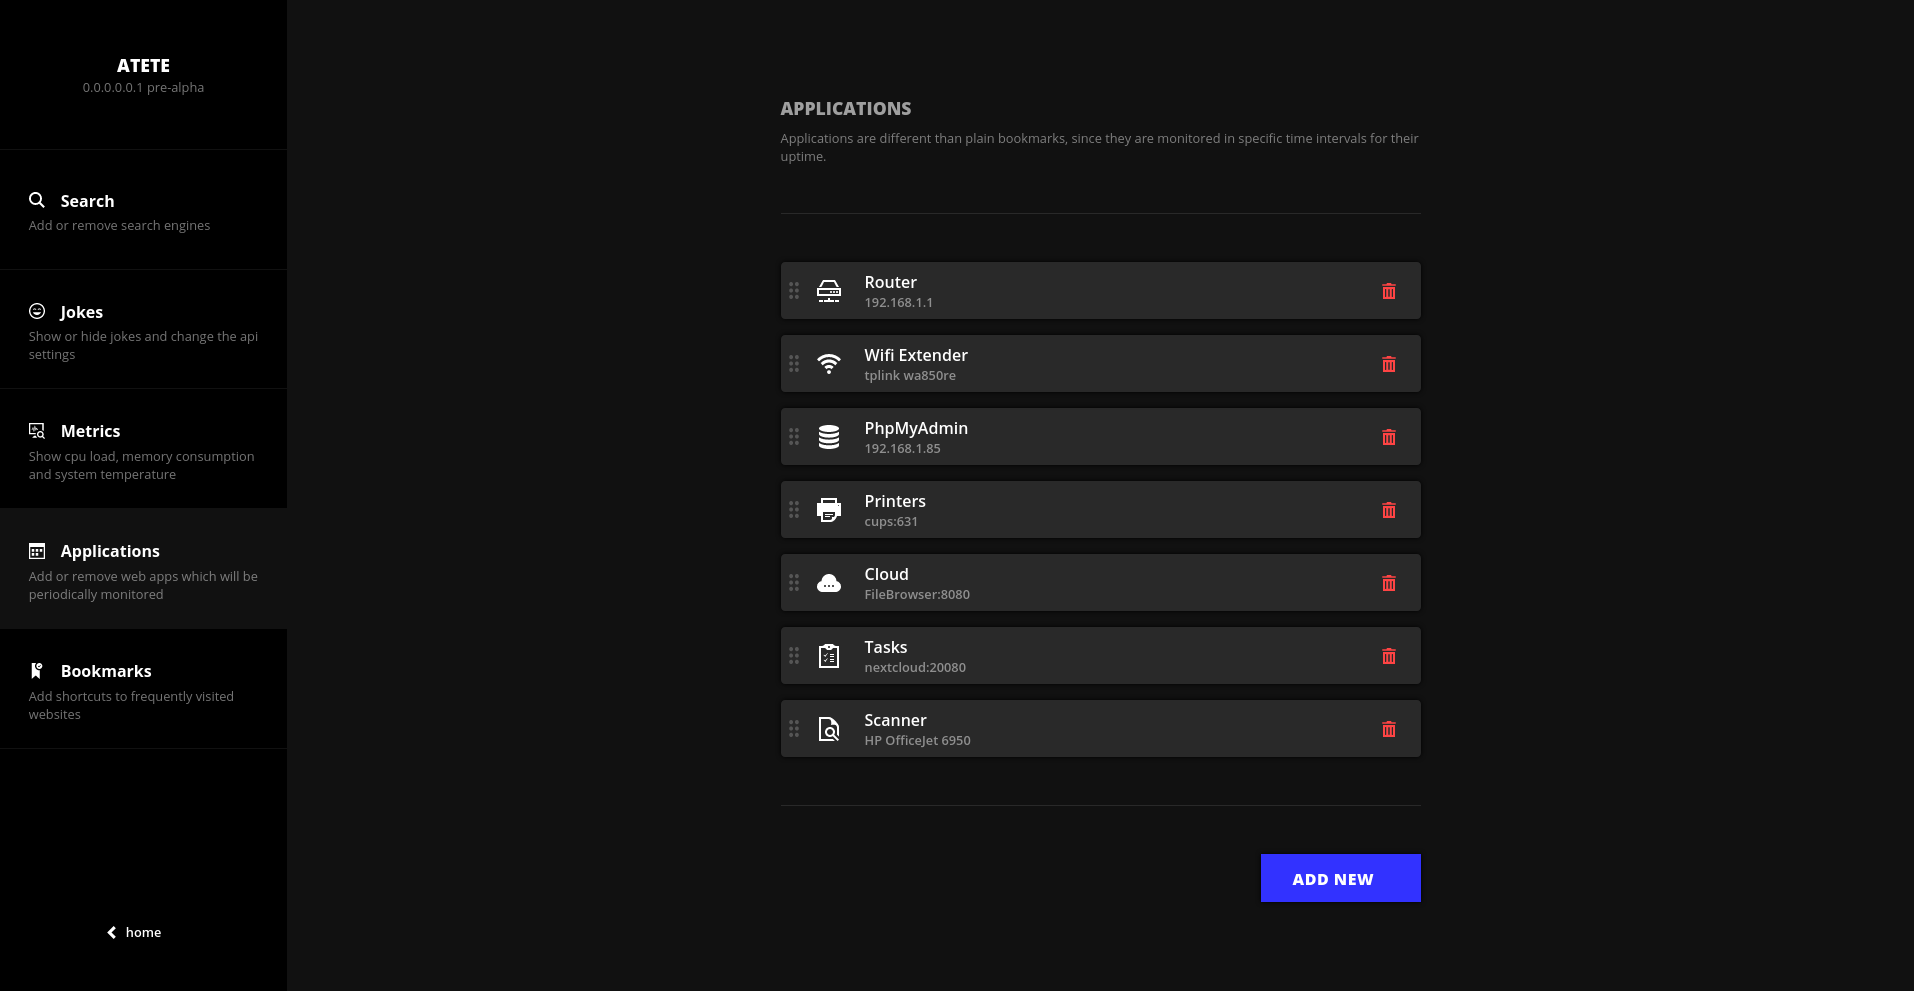 ATETE
0.0.0.0.0.1 pre-alpha
Search
Add or remove search engines
Jokes
Show or hide jokes and change the api
settings
Metrics
Show cpu load, memory consumption
and system temperature
Applications
Add or remove web apps which will be
periodically monitored
Bookmarks
Add shortcuts to frequently visited
websites
home
APPLICATIONS
Applications are different than plain bookmarks, since they are monitored in specific time intervals for their
uptime.
Router
192.168.1.1
Wifi Extender
tplink wa850re
PhpMyAdmin
192.168.1.85
Printers
cups:631
Cloud
FileBrowser:8080
Tasks
nextcloud:20080
Scanner
HP OfficeJet 6950
ADD NEW